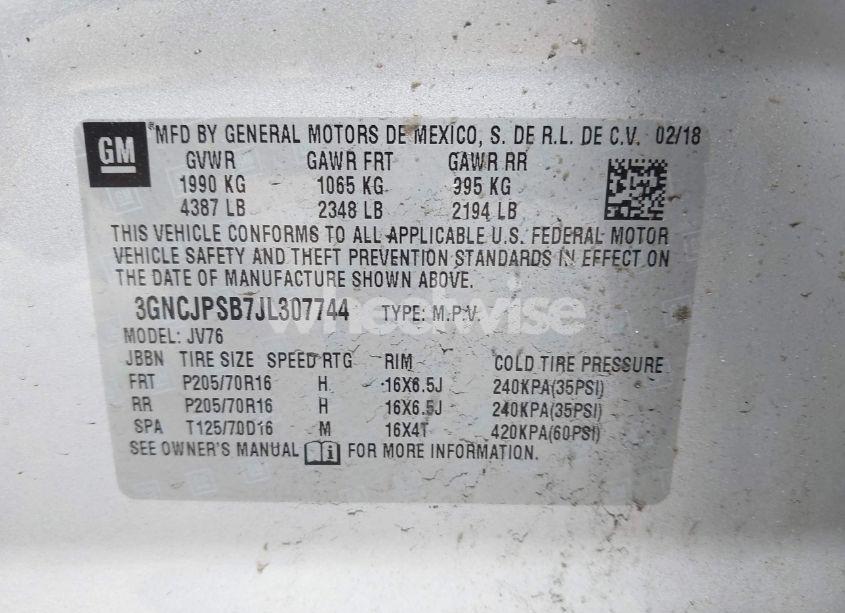 GM
*MFD BY GENERAL MOTORS DE MEXICO, S. DE R.L. DE C.V. 02/18
GVWR GAWR FRT GAWR RR
1990 KG 1065 KG 995 KG
4387 LB 2348 LB 2194 LB
THIS VEHICLE CONFORMS TO ALL APPLICABLE U.S. FEDERAL MOTOR
VEHICLE SAFETY AND THEFT PREVENTION STANDARDS IN EFFECT ON
THE DATE OF MANUFACTURE SHOWN ABOVE.
3GNCJPSB7JL307744 TYPE: M.P.V.
wheelwise
MODEL: JV76
JBBN TIRE SIZE SPEED RTG RIM COLD TIRE PRESSURE
FRT P205/70R16 H 16X6.5J 240KPA(35PSI)
RR P205/70R16 H 16X6.5J 240KPA(35PSI)
SPA T125/70D16 M 16X4T 420KPA(60PSI)
SEE OWNER'S MANUAL i FOR MORE INFORMATION.